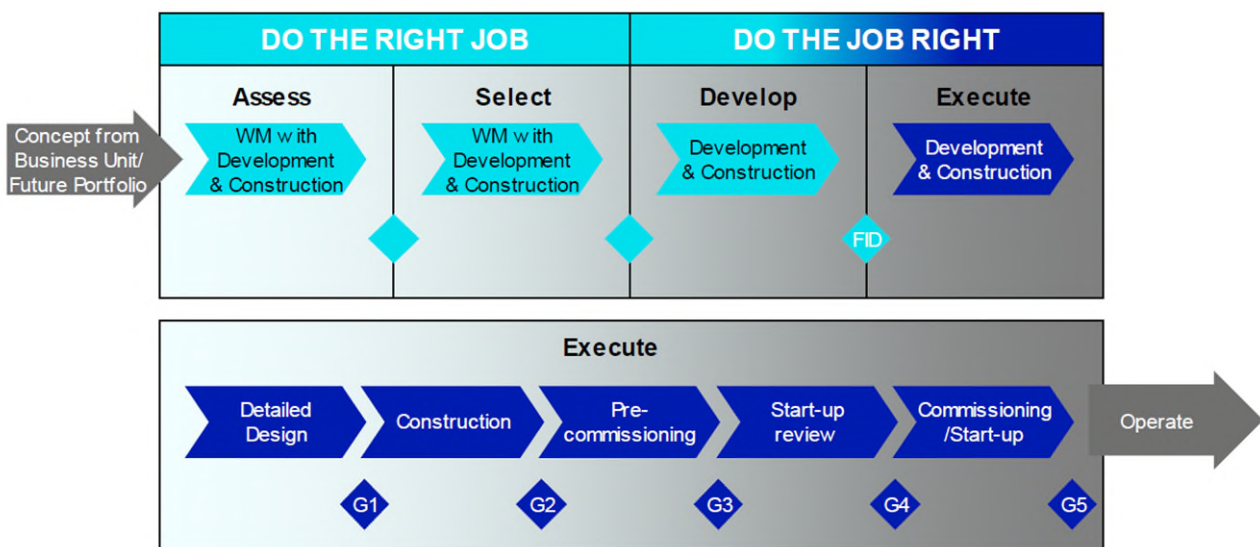 DO THE RIGHT JOB
DO THE JOB RIGHT
Assess
Select
Develop
Execute
Concept from
Business Unit/
Future Portfolio
WM with
Development
& Construction
WM with
Development
& Construction
Development
& Construction
Development
& Construction
FID
Execute
Detailed
Design
Construction
Pre-
commissioning
Start-up
review
Commissioning
/Start-up
Operate
G1
G2
G3
G4
G5